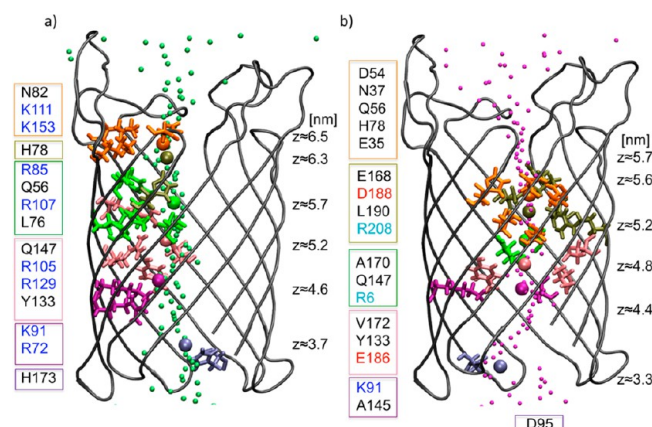 a)
N82
K111
K153
H78
R85
Q56
R107
L76
Q147
R105
R129
Y133
K91
R72
H173
[nm]
z≈6.5
z≈6.3
z≈5.7
z≈5.2
z≈4.6
z≈3.7
b)
D54
N37
Q56
H78
E35
E168
D188
L190
R208
A170
Q147
R6
V172
Y133
E186
K91
A145
D95
[nm]
z≈5.7
z≈5.6
z≈5.2
z≈4.8
z≈4.4
z≈3.3